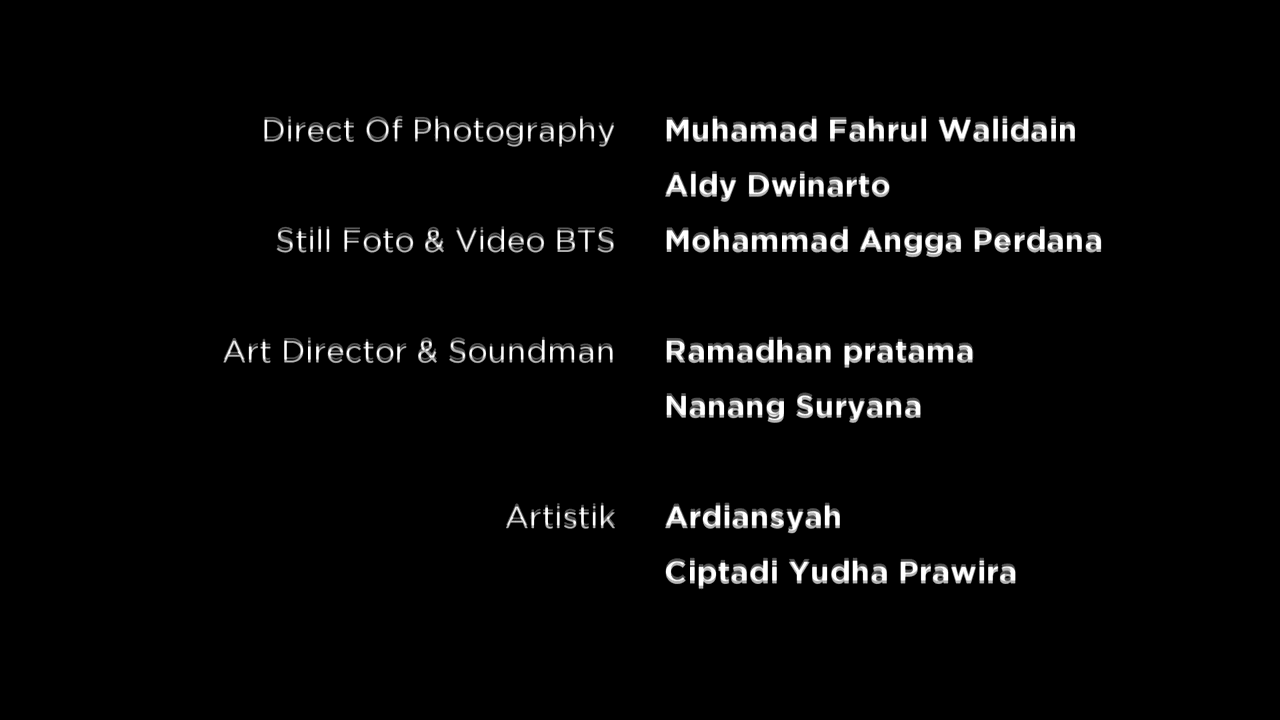 Direct Of Photography Muhamad Fahrul Walidain
Aldy Dwinarto
Still Foto & Video BTS Mohammad Angga Perdana
Art Director & Soundman Ramadhan pratama
Nanang Suryana
Artistik Ardiansyah
Ciptadi Yudha Prawira